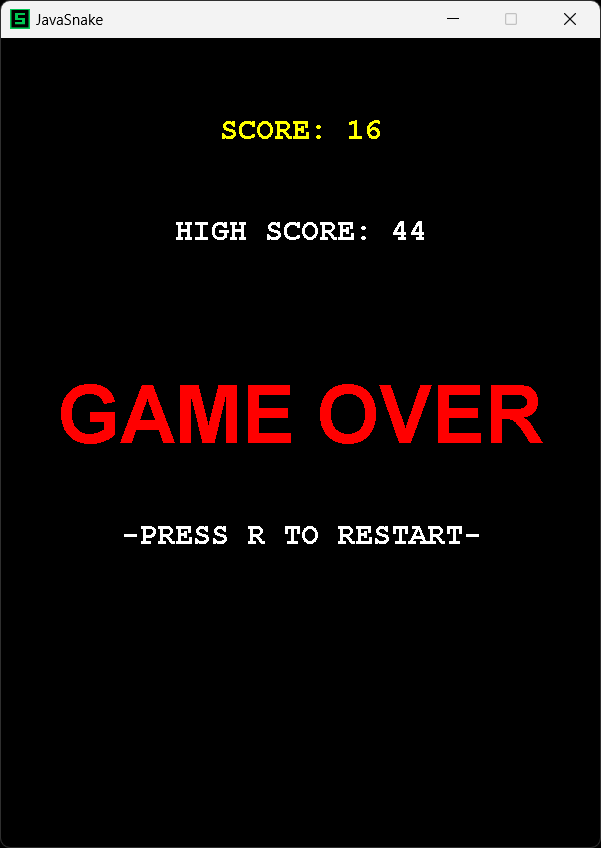 JavaSnake
SCORE: 16
HIGH SCORE: 44
GAME OVER
-PRESS R TO RESTART-